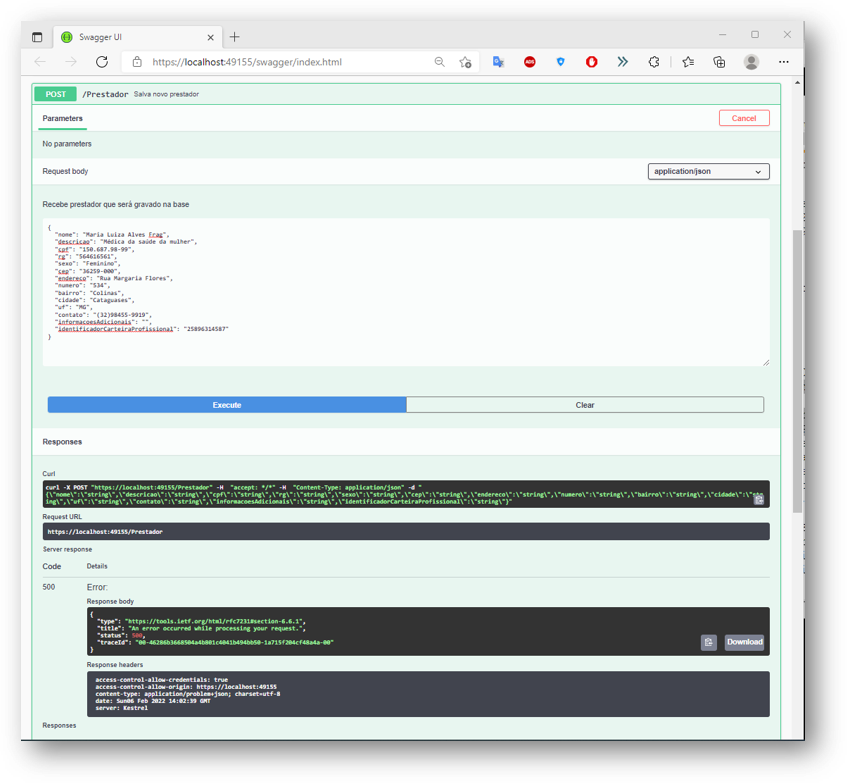 Swagger UI
https://localhost:49155/swagger/index.html
POST /Prestador Salva novo prestador
Parameters
Cancel
No parameters
Request body
application/json
Recebe prestador que será gravado na base
{
"nome": "Maria Luiza Alves Frag",
"descricao": "Médica da saúde da mulher",
"cpf": "150.687.98-99",
"rg": "564616561",
"sexo": "Feminino",
"cep": "36259-000",
"endereco": "Rua Margaria Flores",
"numero": "534",
"bairro": "Colinas",
"cidade": "Cataguases",
"uf": "MG",
"contato": "(32)98455-9919",
"informacoesAdicionais": "",
"identificadorCarteiraProfissional": "25896314587"
}
Execute
Clear
Responses
Curl
curl -X POST "https://localhost:49155/Prestador" -H "accept: */*" -H "Content-Type: application/json" -d "
{\"nome\":\"string\",\"descricao\":\"string\",\"cpf\":\"string\",\"rg\":\"string\",\"sexo\":\"string\",\"cep\":\"string\",\"endereco\":\"string\",\"numero\":\"string\",\"bairro\":\"string\",\"cidade\":\"str
ing\",\"uf\":\"string\",\"contato\":\"string\",\"informacoesAdicionais\":\"string\",\"identificadorCarteiraProfissional\":\"string\"}"
Request URL
https://localhost:49155/Prestador
Server response
Code Details
500 Error:
Response body
{
"type": "https://tools.ietf.org/html/rfc7231#section-6.6.1",
"title": "An error occurred while processing your request.",
"status": 500,
"traceId": "00-46286b3668504a4b801c4041b494bb50-1a715f204cf48a4a-00"
}
Download
Response headers
access-control-allow-credentials: true
access-control-allow-origin: https://localhost:49155
content-type: application/problem+json; charset=utf-8
date: Sun06 Feb 2022 14:02:39 GMT
server: Kestrel
Responses